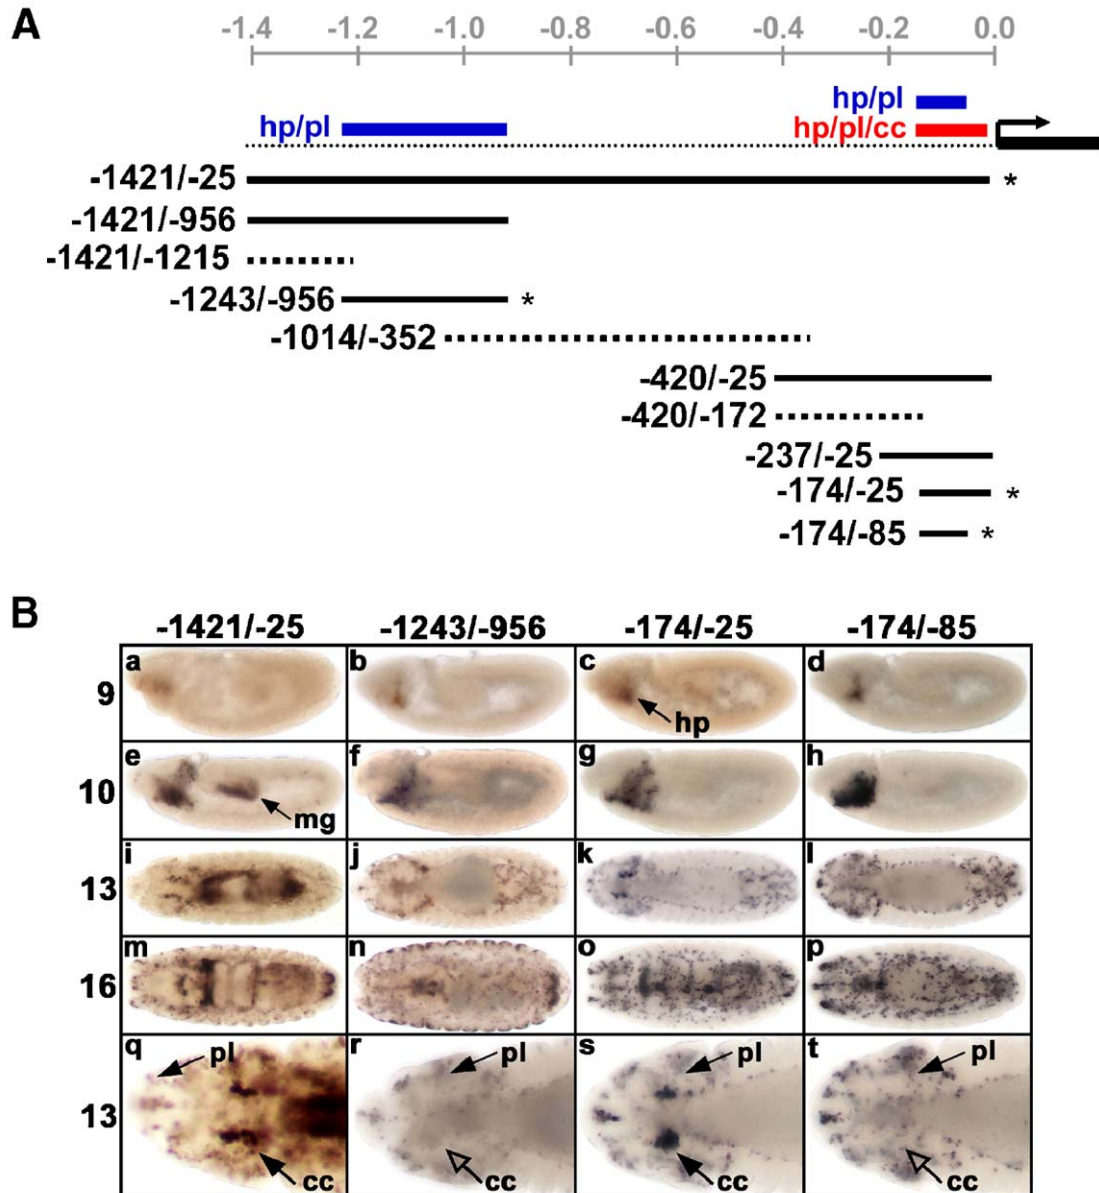 A
-1.4 -1.2 -1.0 -0.8 -0.6 -0.4 -0.2 0.0
hp/pl
hp/pl hp/pl/cc
-1421/-25 *
-1421/-956
-1421/-1215
-1243/-956 *
-1014/-352
-420/-25
-420/-172
-237/-25
-174/-25 *
-174/-85 *
B
-1421/-25 -1243/-956 -174/-25 -174/-85
9 a b c d
hp
10 e f g h
mg
13 i j k l
16 m n o p
q r s t
pl pl pl pl
13
cc cc cc cc